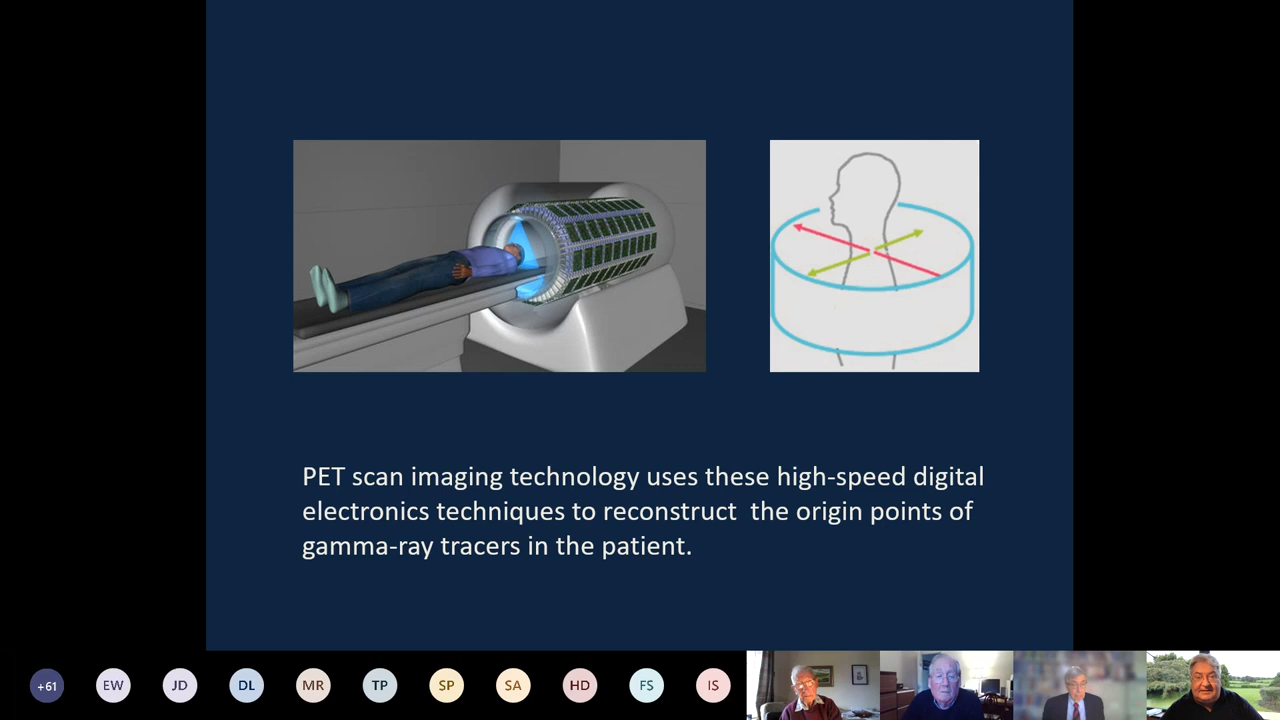 PET scan imaging technology uses these high-speed digital
electronics techniques to reconstruct  the origin points of
gamma-ray tracers in the patient.
+61 EW JD DL MR TP SP SA HD FS IS